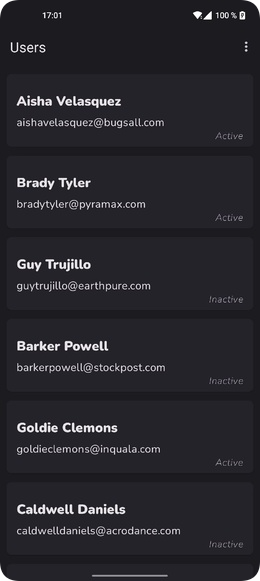 17:01 100 %
Users
Aisha Velasquez
aishavelasquez@bugsall.com
Active
Brady Tyler
bradytyler@pyramax.com
Active
Guy Trujillo
guytrujillo@earthpure.com
Inactive
Barker Powell
barkerpowell@stockpost.com
Inactive
Goldie Clemons
goldieclemons@inquala.com
Active
Caldwell Daniels
caldwelldaniels@acrodance.com
Inactive